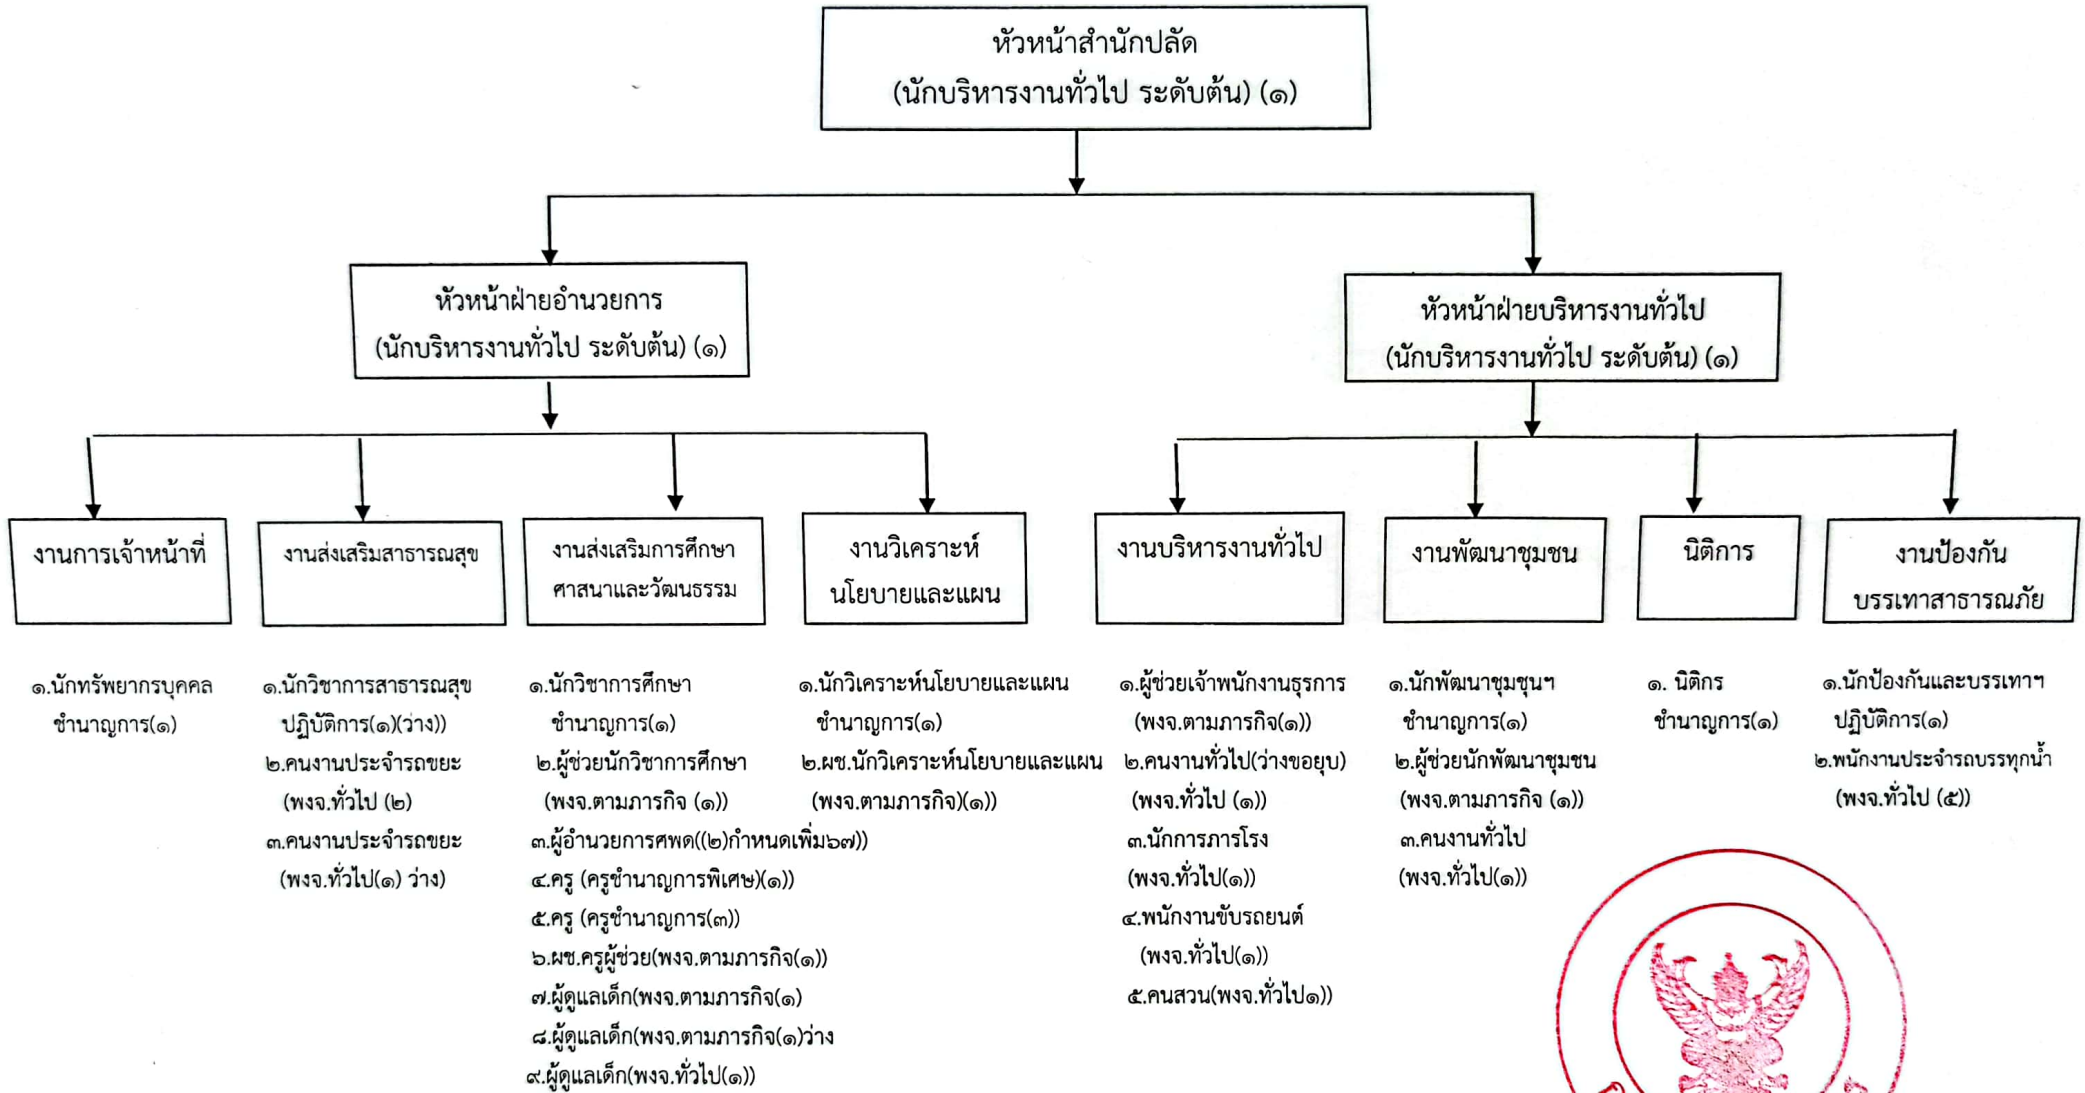 หัวหน้าสำนักปลัด
(นักบริหารงานทั่วไป ระดับต้น) (๑)
หัวหน้าฝ่ายอำนวยการ
(นักบริหารงานทั่วไป ระดับต้น) (๑)
หัวหน้าฝ่ายบริหารงานทั่วไป
(นักบริหารงานทั่วไป ระดับต้น) (๑)
งานการเจ้าหน้าที่
งานส่งเสริมสาธารณสุข
งานส่งเสริมการศึกษา
ศาสนาและวัฒนธรรม
งานวิเคราะห์
นโยบายและแผน
งานบริหารงานทั่วไป
งานพัฒนาชุมชน
นิติการ
งานป้องกัน
บรรเทาสาธารณภัย
๑.นักทรัพยากรบุคคล
ชำนาญการ(๑)
๑.นักวิชาการสาธารณสุข
ปฏิบัติการ(๑)(ว่าง))
๒.คนงานประจำรถขยะ
(พงจ.ทั่วไป (๒)
๓.คนงานประจำรถขยะ
(พงจ.ทั่วไป(๑) ว่าง)
๑.นักวิชาการศึกษา
ชำนาญการ(๑)
๒.ผู้ช่วยนักวิชาการศึกษา
(พงจ.ตามภารกิจ (๑))
๓.ผู้อำนวยการศพด((๒)กำหนดเพิ่ม๖๗))
๔.ครู (ครูชำนาญการพิเศษ)(๑))
๕.ครู (ครูชำนาญการ(๓))
๖.ผช.ครูผู้ช่วย(พงจ.ตามภารกิจ(๑))
๗.ผู้ดูแลเด็ก(พงจ.ตามภารกิจ(๑)
๘.ผู้ดูแลเด็ก(พงจ.ตามภารกิจ(๑)ว่าง
๙.ผู้ดูแลเด็ก(พงจ.ทั่วไป(๑))
๑.นักวิเคราะห์นโยบายและแผน
ชำนาญการ(๑)
๒.ผช.นักวิเคราะห์นโยบายและแผน
(พงจ.ตามภารกิจ)(๑))
๑.ผู้ช่วยเจ้าพนักงานธุรการ
(พงจ.ตามภารกิจ(๑))
๒.คนงานทั่วไป(ว่างขอยุบ)
(พงจ.ทั่วไป (๑))
๓.นักการภารโรง
(พงจ.ทั่วไป(๑))
๔.พนักงานขับรถยนต์
(พงจ.ทั่วไป(๑))
๕.คนสวน(พงจ.ทั่วไป๑))
๑.นักพัฒนาชุมชุนฯ
ชำนาญการ(๑)
๒.ผู้ช่วยนักพัฒนาชุมชน
(พงจ.ตามภารกิจ (๑))
๓.คนงานทั่วไป
(พงจ.ทั่วไป(๑))
๑. นิติกร
ชำนาญการ(๑)
๑.นักป้องกันและบรรเทาฯ
ปฏิบัติการ(๑)
๒.พนักงานประจำรถบรรทุกน้ำ
(พงจ.ทั่วไป (๕))